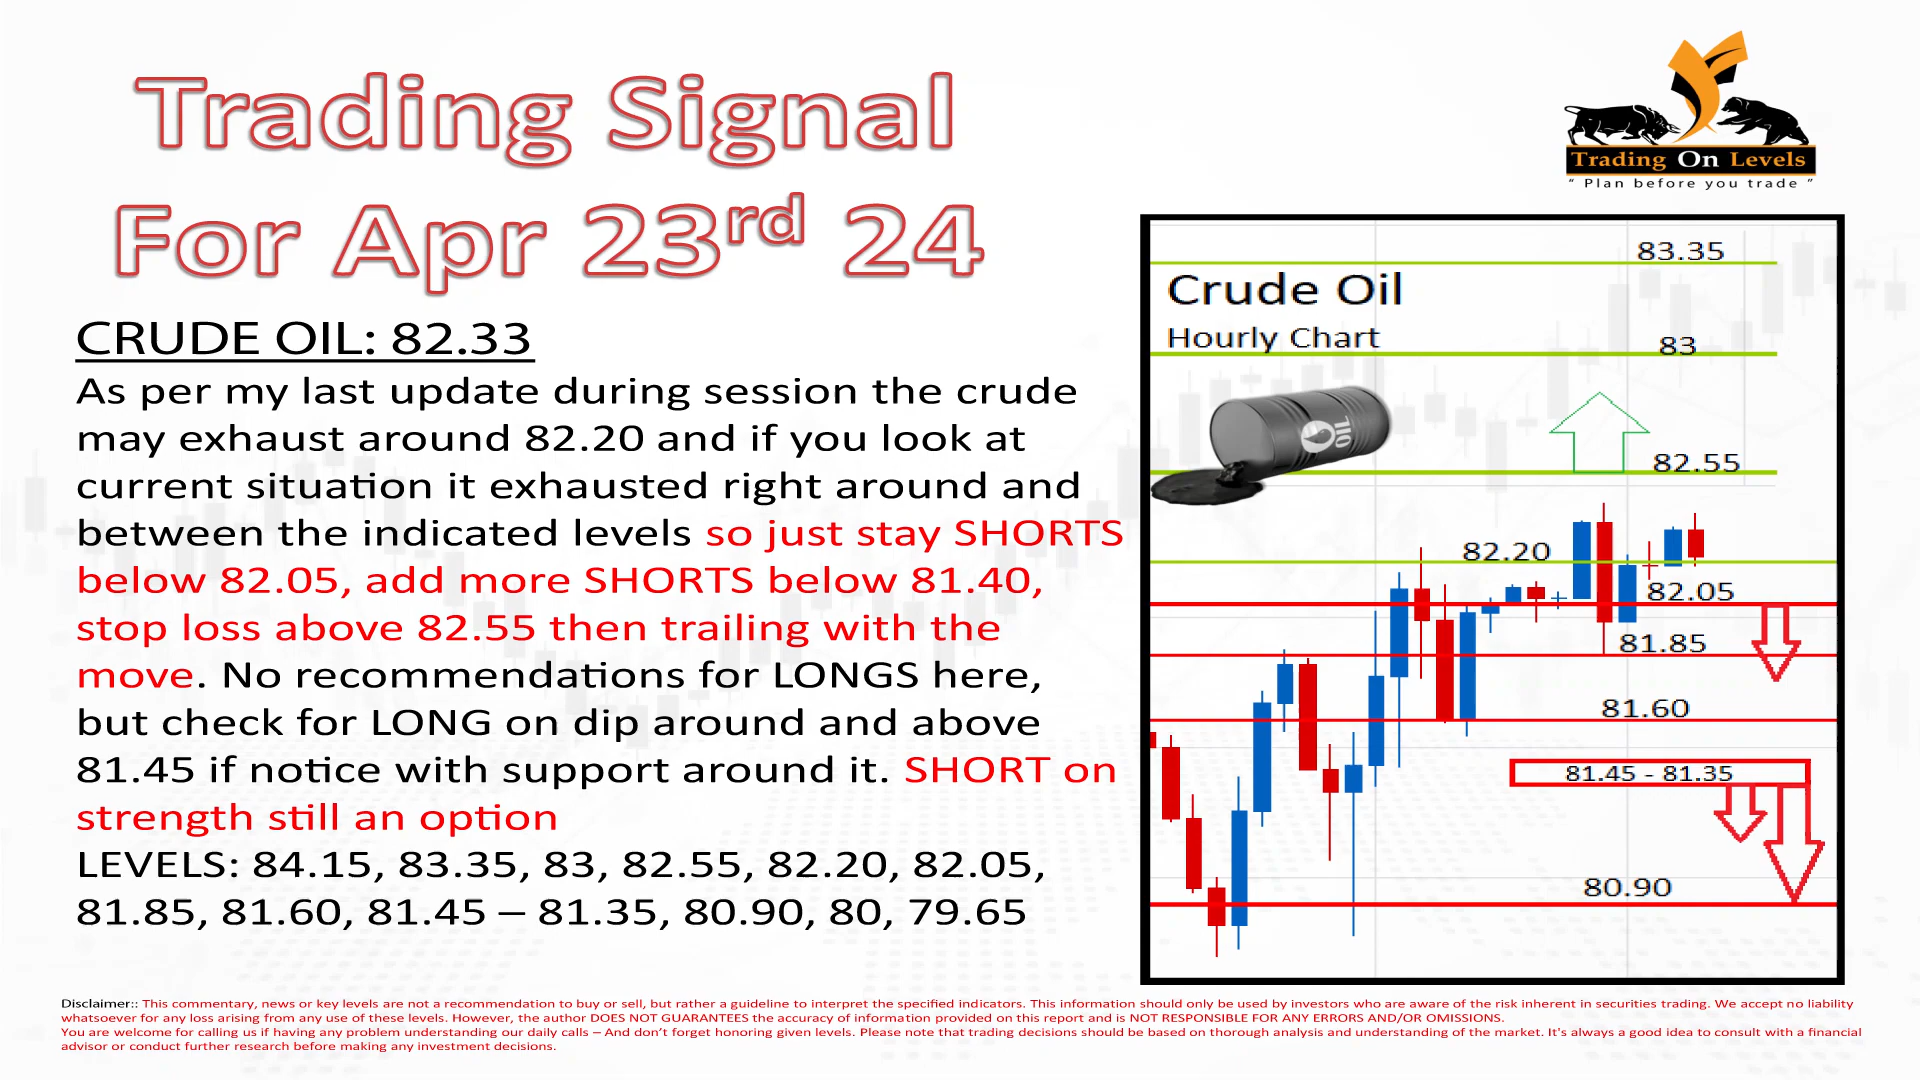 Trading Signal
For Apr 23rd 24
Trading On Levels
" Plan before you trade "
CRUDE OIL: 82.33
As per my last update during session the crude
may exhaust around 82.20 and if you look at
current situation it exhausted right around and
between the indicated levels so just stay SHORTS
below 82.05, add more SHORTS below 81.40,
stop loss above 82.55 then trailing with the
move. No recommendations for LONGS here,
but check for LONG on dip around and above
81.45 if notice with support around it. SHORT on
strength still an option
LEVELS: 84.15, 83.35, 83, 82.55, 82.20, 82.05,
81.85, 81.60, 81.45 – 81.35, 80.90, 80, 79.65
83.35
Crude Oil
Hourly Chart
83
OIL
82.55
82.20
82.05
81.85
81.60
81.45 - 81.35
80.90
Disclaimer:: This commentary, news or key levels are not a recommendation to buy or sell, but rather a guideline to interpret the specified indicators. This information should only be used by investors who are aware of the risk inherent in securities trading. We accept no liability
whatsoever for any loss arising from any use of these levels. However, the author DOES NOT GUARANTEES the accuracy of information provided on this report and is NOT RESPONSIBLE FOR ANY ERRORS AND/OR OMISSIONS.
You are welcome for calling us if having any problem understanding our daily calls – And don't forget honoring given levels. Please note that trading decisions should be based on thorough analysis and understanding of the market. It's always a good idea to consult with a financial
advisor or conduct further research before making any investment decisions.